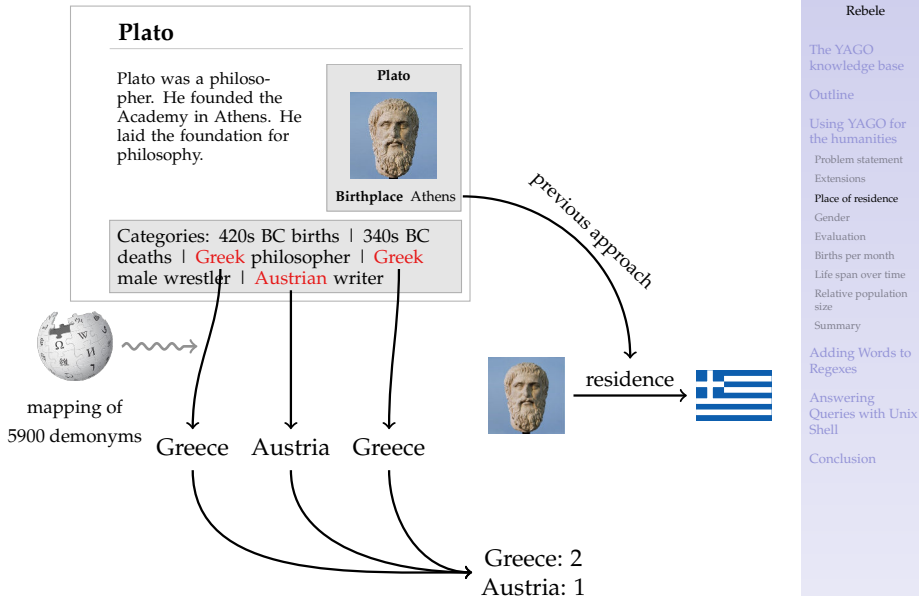 Plato
Plato was a philoso-
pher. He founded the
Academy in Athens. He
laid the foundation for
philosophy.
Plato
Birthplace Athens
Categories: 420s BC births | 340s BC
deaths | Greek philosopher | Greek
male wrestler | Austrian writer
previous approach
Ω W И
mapping of
5900 demonyms
residence
Greece Austria Greece
Greece: 2
Austria: 1
Rebele
The YAGO
knowledge base
Outline
Using YAGO for
the humanities
Problem statement
Extensions
Place of residence
Gender
Evaluation
Births per month
Life span over time
Relative population
size
Summary
Adding Words to
Regexes
Answering
Queries with Unix
Shell
Conclusion